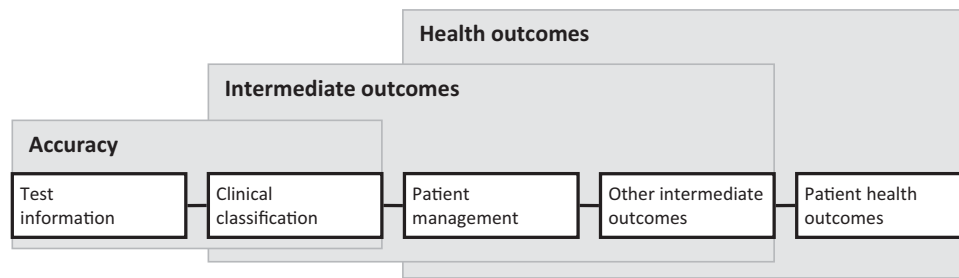 Health outcomes
Intermediate outcomes
Accuracy
Test
information
Clinical
classification
Patient
management
Other intermediate
outcomes
Patient health
outcomes